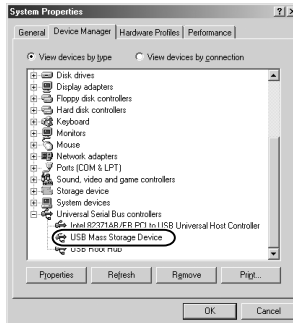 System Properties
? X
General Device Manager Hardware Profiles Performance
View devices by type View devices by connection
Disk drives
Display adapters
Floppy disk controllers
Hard disk controllers
Keyboard
Monitors
Mouse
Network adapters
Ports (COM & LPT)
Sound, video and game controllers
Storage device
System devices
Universal Serial Bus controllers
Intel 82371AB/EB PCI to USB Universal Host Controller
USB Mass Storage Device
USB Root Hub
Properties Refresh Remove Print...
OK Cancel